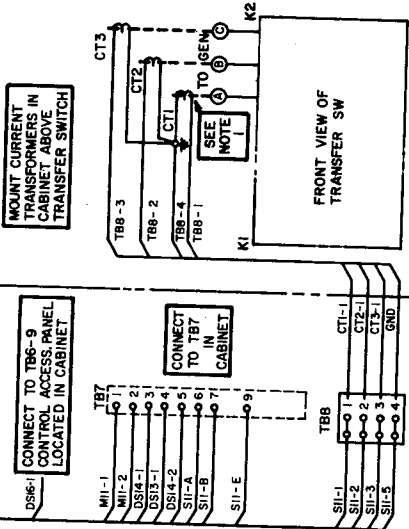 MOUNT CURRENT
TRANSFORMERS IN
CABINET ABOVE
TRANSFER SWITCH
CT3
CT2
CT1
TO GEN
A
B
C
K2
SEE
NOTE
1
TB8-3
TB8-2
TB8-4
TB8-1
K1
FRONT VIEW OF
TRANSFER SW
DS16-1
CONNECT TO TB6-9
CONTROL ACCESS. PANEL
LOCATED IN CABINET
CONNECT
TO TB7
IN
CABINET
TB7
M11-1 1
M11-2 2
DS14-1 3
DS13-1 4
DS14-2 5
S11-A 6
S11-B 7
S11-E 9
TB8
S11-1 1 CT1-1
S11-2 2 CT2-1
S11-3 3 CT3-1
S11-5 4 GND